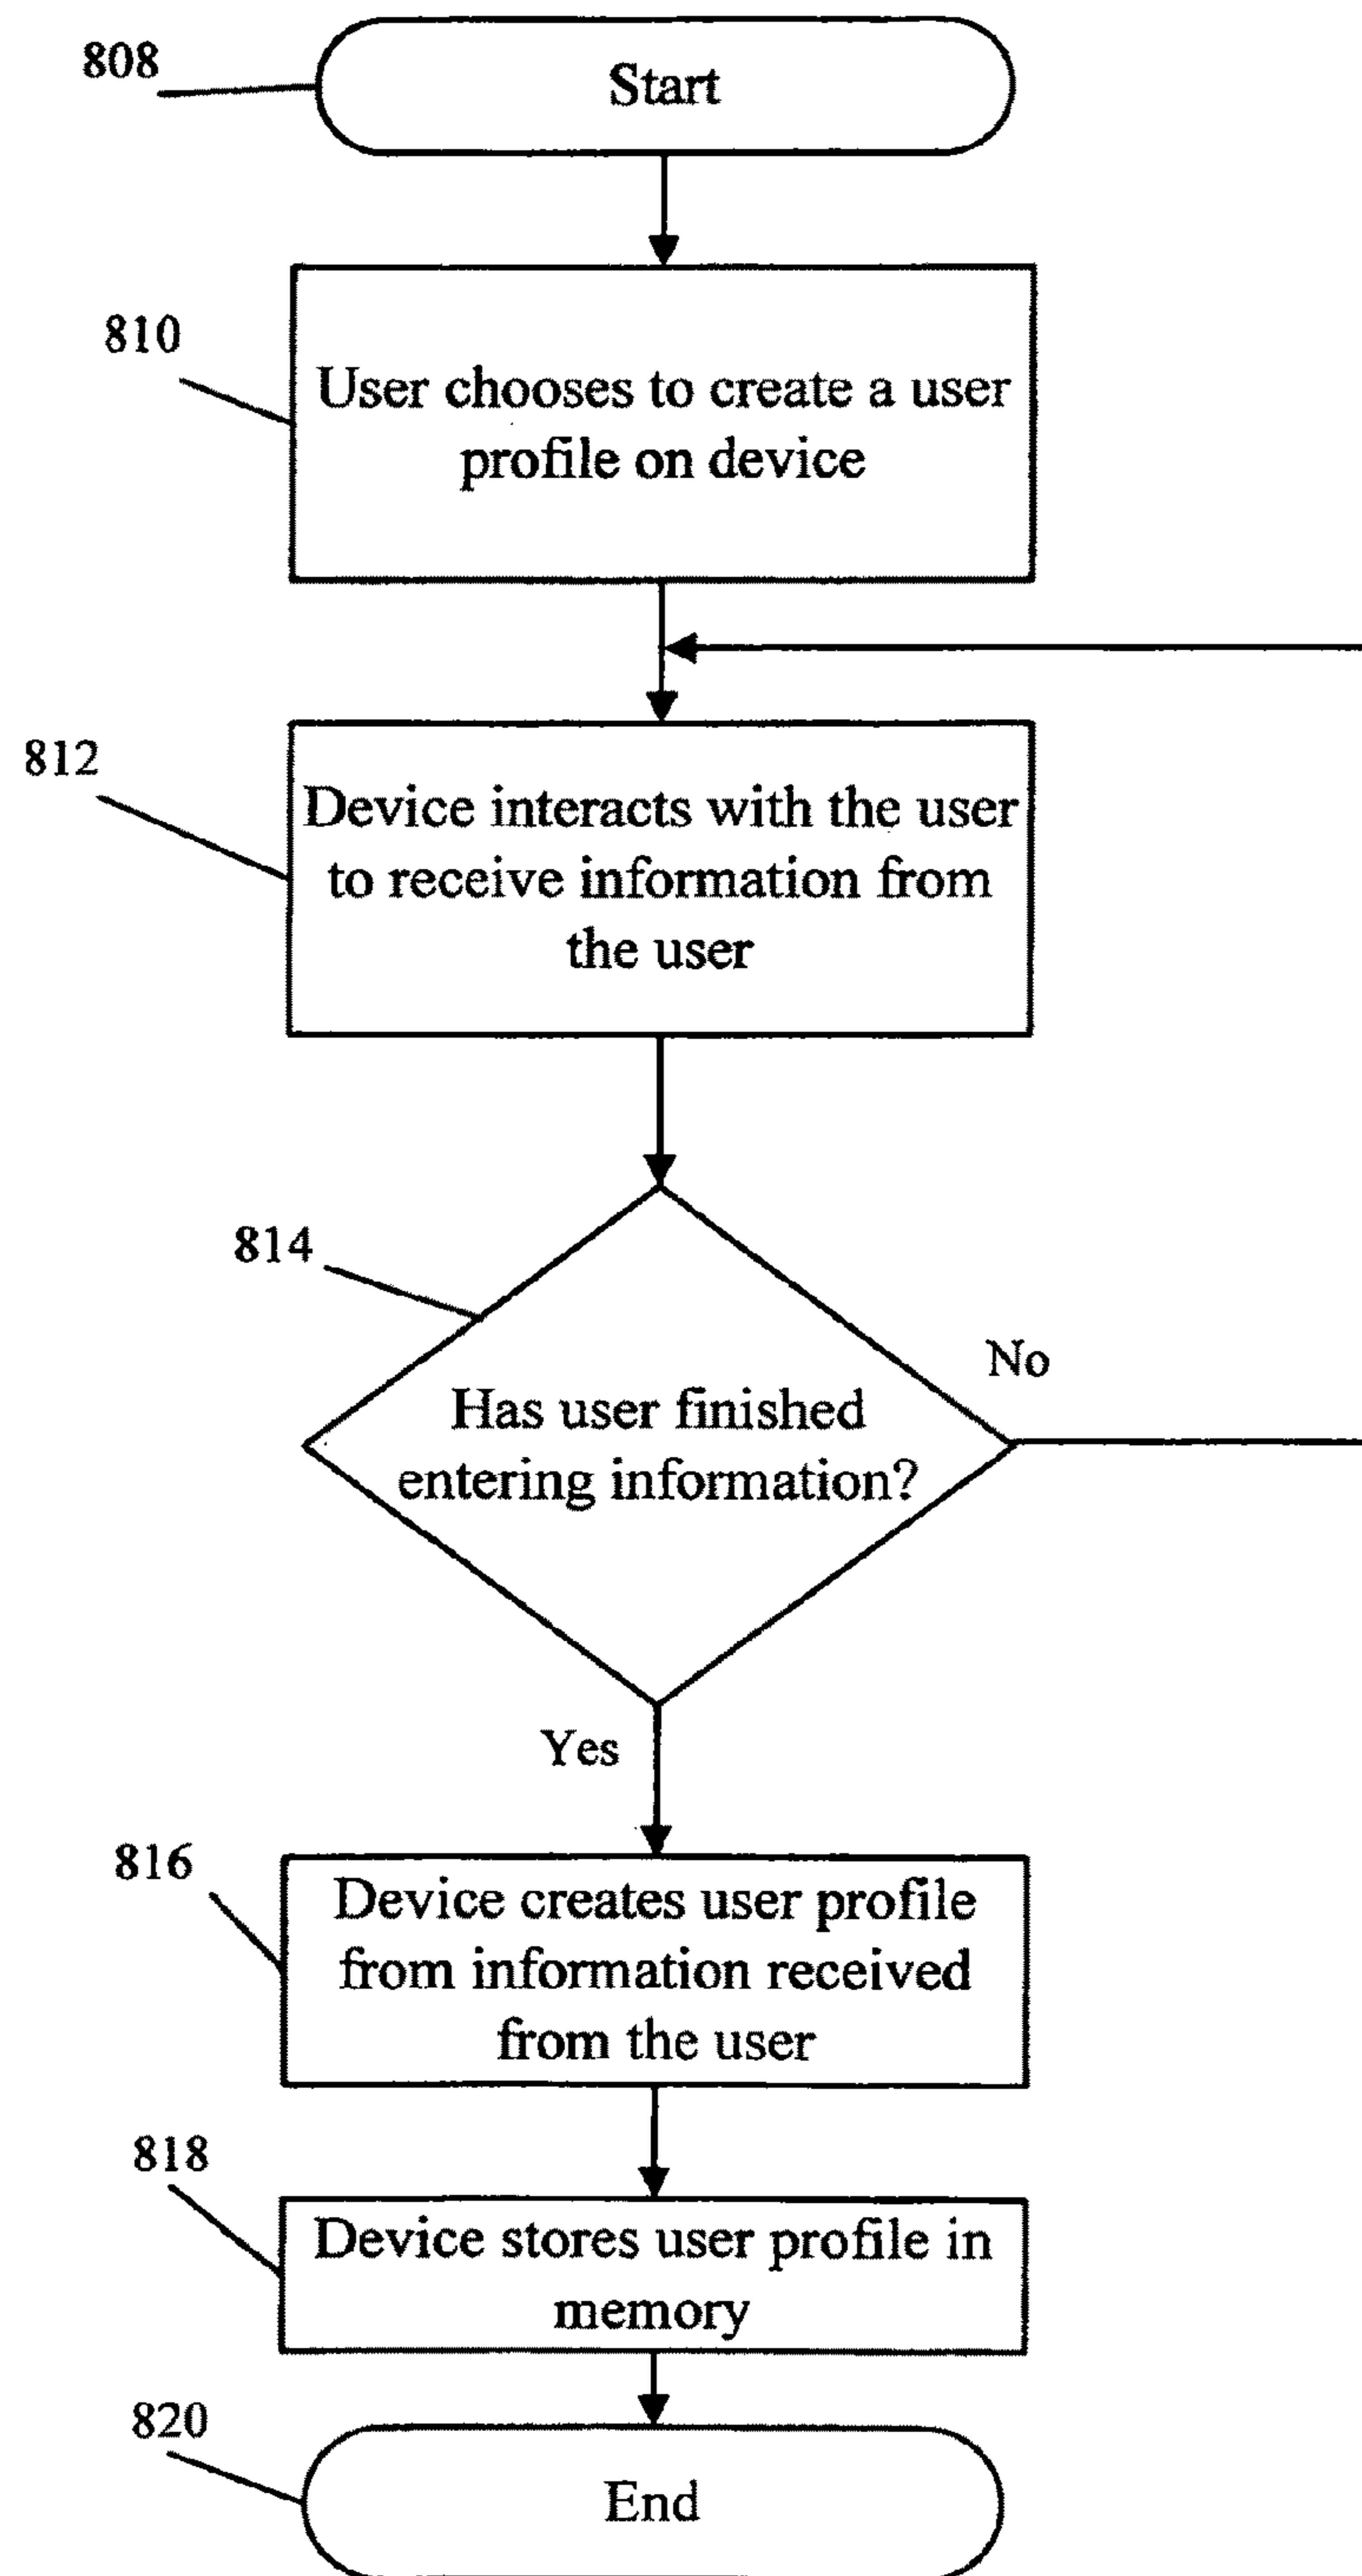 808
Start
810
User chooses to create a user
profile on device
812
Device interacts with the user
to receive information from
the user
814
Has user finished
entering information?
No
Yes
816
Device creates user profile
from information received
from the user
818
Device stores user profile in
memory
820
End